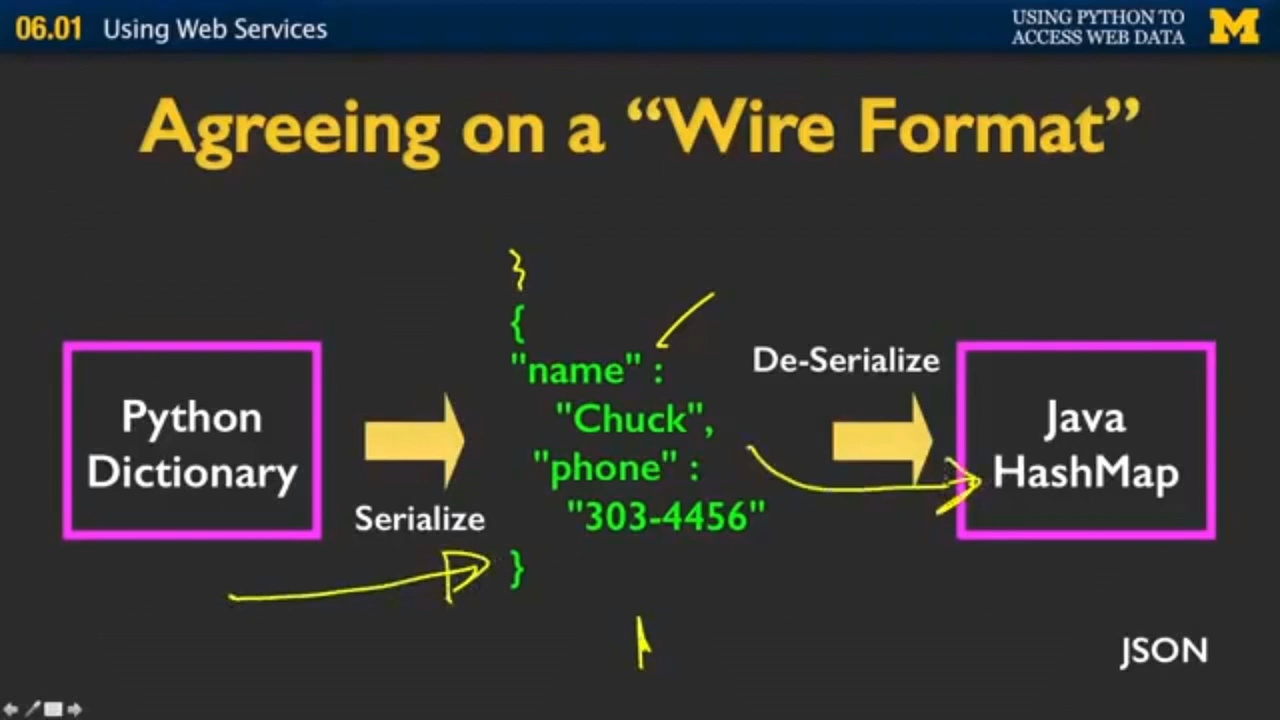 06.01 Using Web Services
USING PYTHON TO
ACCESS WEB DATA
M
Agreeing on a “Wire Format”
}
{
"name" :
"Chuck",
"phone" :
"303-4456"
}
Python
Dictionary
Serialize
De-Serialize
Java
HashMap
JSON